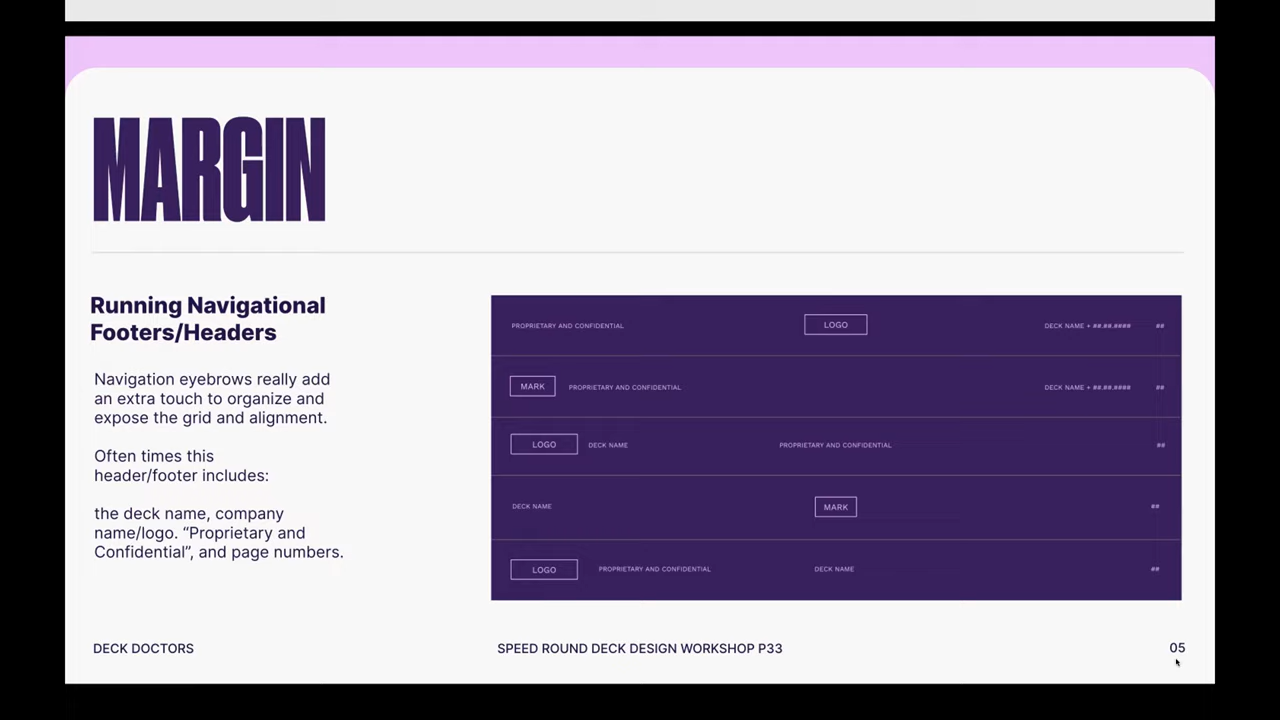 MARGIN
Running Navigational
Footers/Headers
Navigation eyebrows really add
an extra touch to organize and
expose the grid and alignment.
Often times this
header/footer includes:
the deck name, company
name/logo. “Proprietary and
Confidential”, and page numbers.
PROPRIETARY AND CONFIDENTIAL LOGO DECK NAME + ##.##.#### ##
MARK PROPRIETARY AND CONFIDENTIAL DECK NAME + ##.##.#### ##
LOGO DECK NAME PROPRIETARY AND CONFIDENTIAL ##
DECK NAME MARK ##
LOGO PROPRIETARY AND CONFIDENTIAL DECK NAME ##
DECK DOCTORS SPEED ROUND DECK DESIGN WORKSHOP P33 05